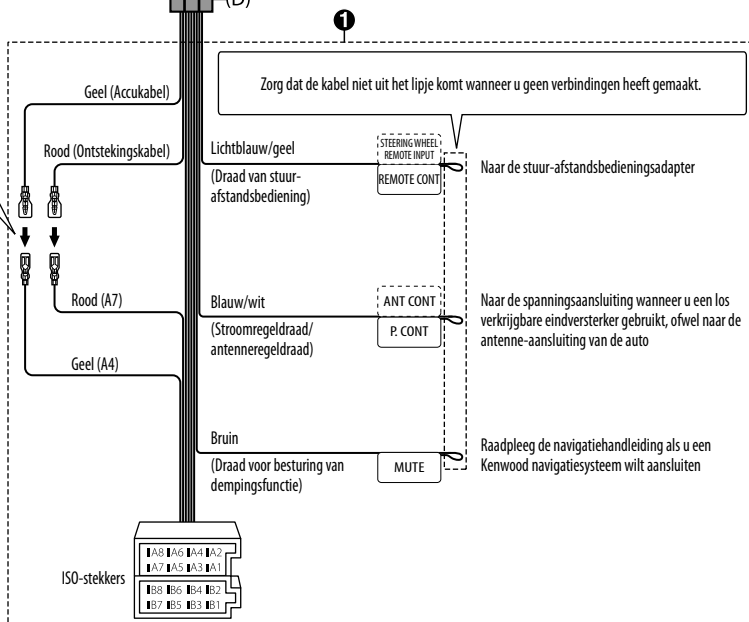 (D)
❶
Zorg dat de kabel niet uit het lipje komt wanneer u geen verbindingen heeft gemaakt.
Geel (Accukabel)
Rood (Ontstekingskabel)
Lichtblauw/geel
(Draad van stuur-
afstandsbediening)
STEERING WHEEL
REMOTE INPUT
REMOTE CONT
Naar de stuur-afstandsbedieningsadapter
Rood (A7)
Geel (A4)
Blauw/wit
(Stroomregeldraad/
antenneregeldraad)
ANT CONT
P. CONT
Naar de spanningsaansluiting wanneer u een los
verkrijgbare eindversterker gebruikt, ofwel naar de
antenne-aansluiting van de auto
Bruin
(Draad voor besturing van
dempingsfunctie)
MUTE
Raadpleeg de navigatiehandleiding als u een
Kenwood navigatiesysteem wilt aansluiten
ISO-stekkers
A8 A6 A4 A2
A7 A5 A3 A1
B8 B6 B4 B2
B7 B5 B3 B1